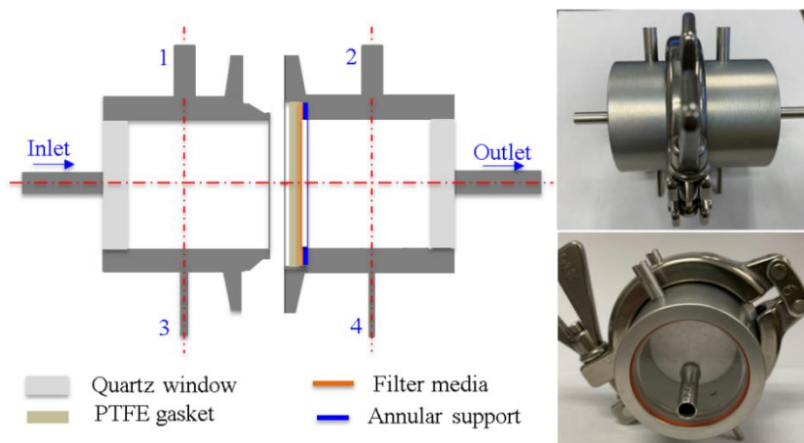 1
2
Inlet
Outlet
3
4
Quartz window
Filter media
PTFE gasket
Annular support